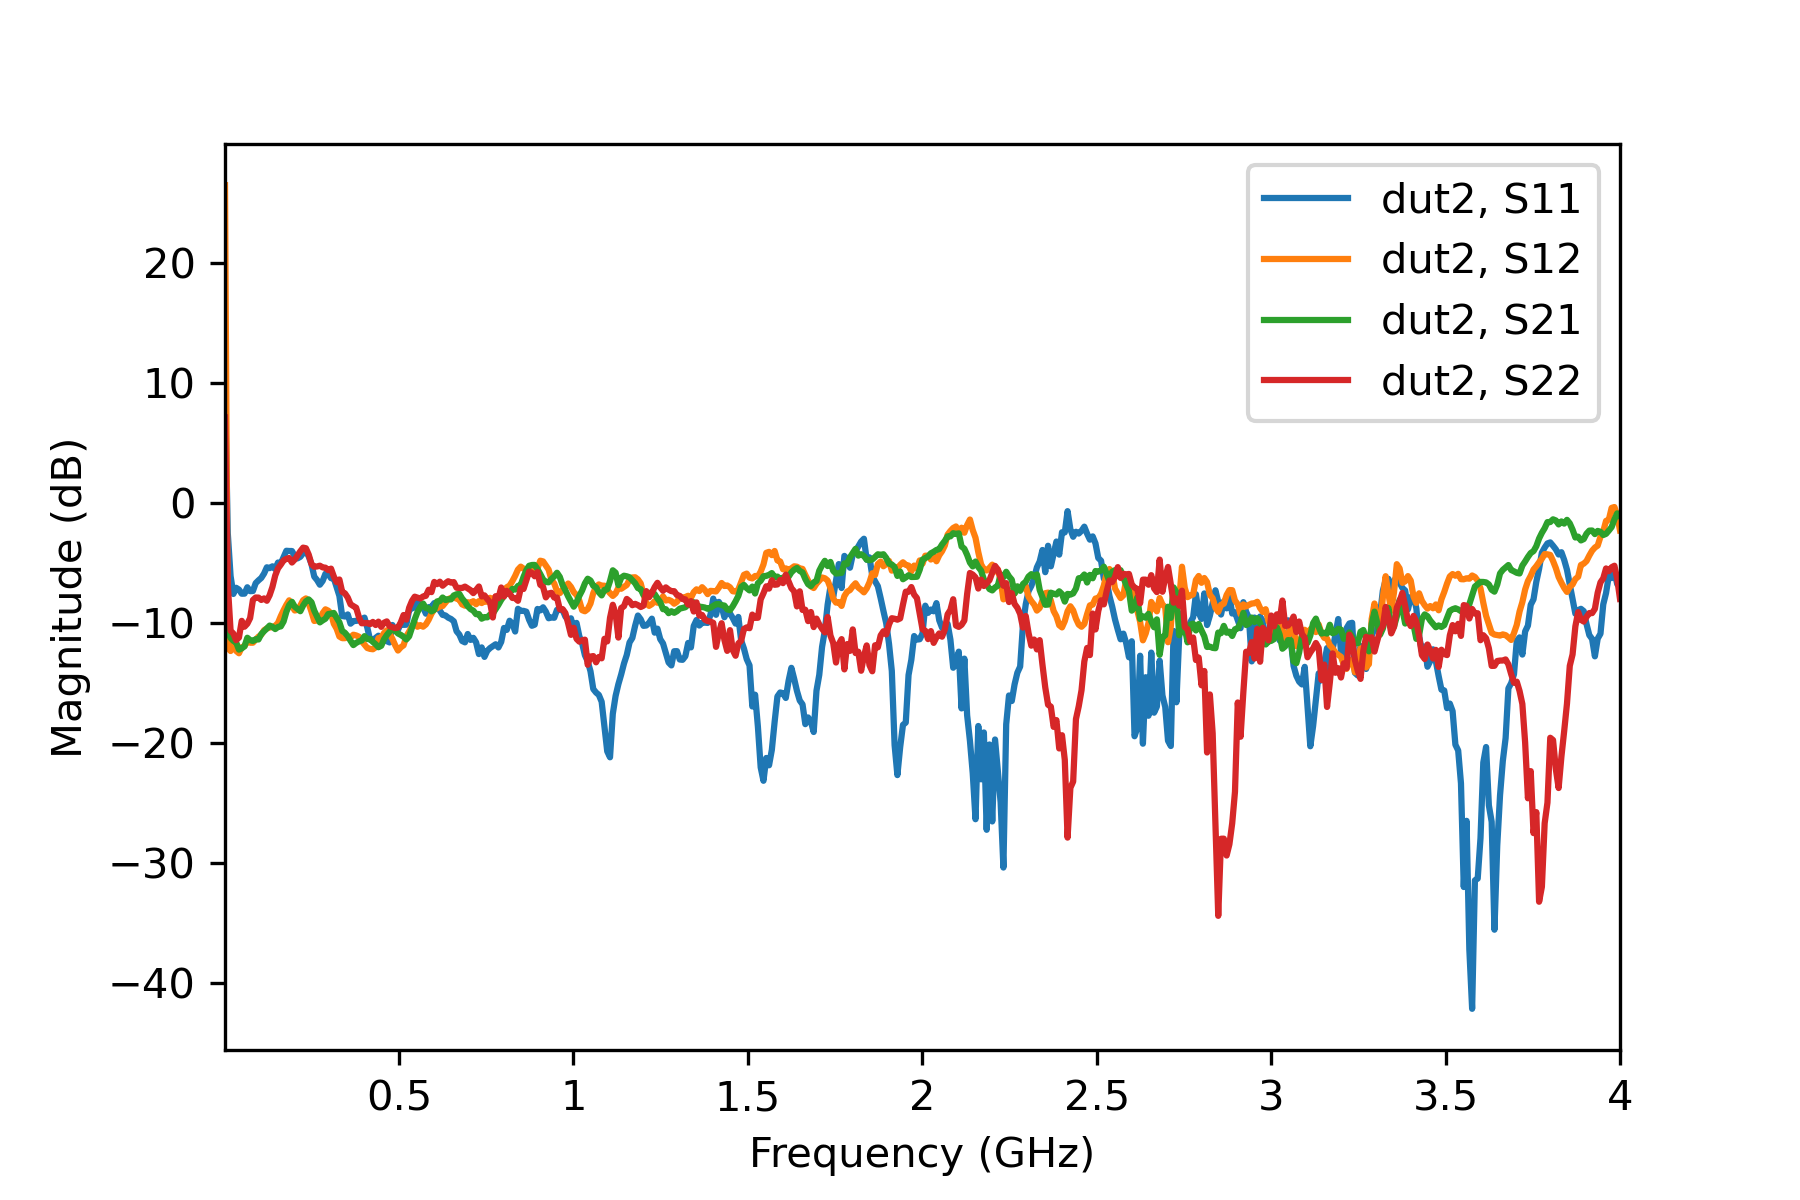 dut2, S11
dut2, S12
dut2, S21
dut2, S22
Magnitude (dB)
20
10
0
−10
−20
−30
−40
0.5
1
1.5
2
2.5
3
3.5
4
Frequency (GHz)